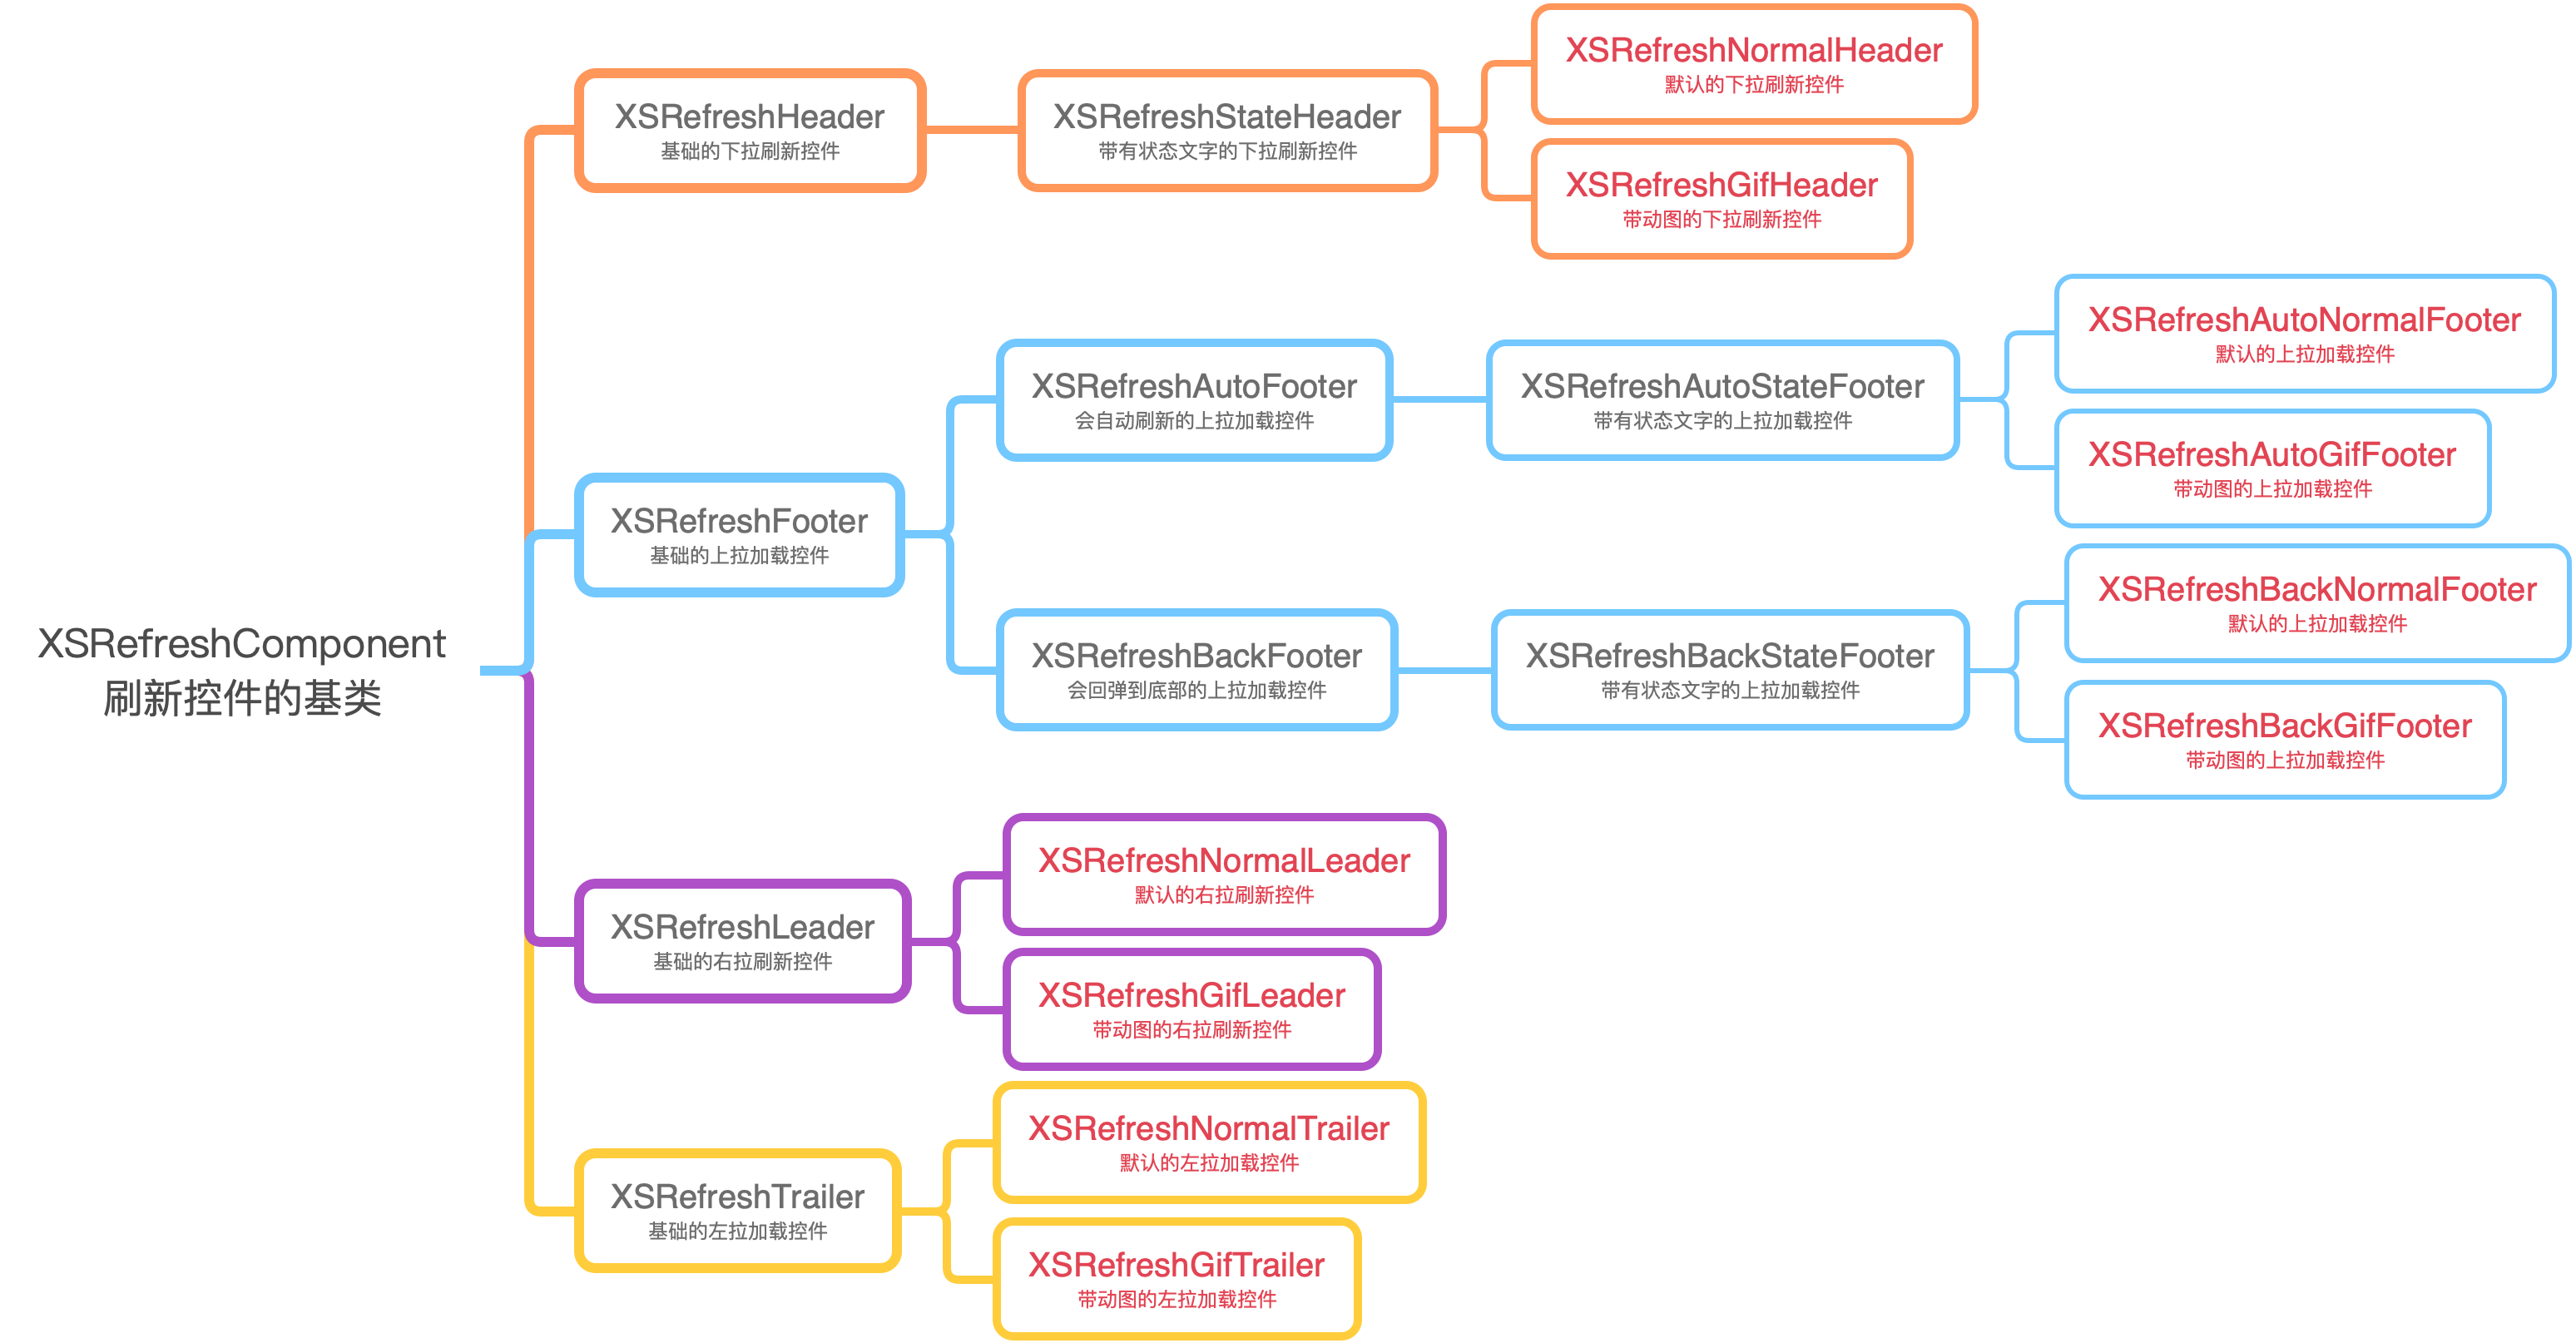 XSRefreshComponent
刷新控件的基类
XSRefreshHeader
基础的下拉刷新控件
XSRefreshStateHeader
带有状态文字的下拉刷新控件
XSRefreshNormalHeader
默认的下拉刷新控件
XSRefreshGifHeader
带动图的下拉刷新控件
XSRefreshFooter
基础的上拉加载控件
XSRefreshAutoFooter
会自动刷新的上拉加载控件
XSRefreshAutoStateFooter
带有状态文字的上拉加载控件
XSRefreshAutoNormalFooter
默认的上拉加载控件
XSRefreshAutoGifFooter
带动图的上拉加载控件
XSRefreshBackFooter
会回弹到底部的上拉加载控件
XSRefreshBackStateFooter
带有状态文字的上拉加载控件
XSRefreshBackNormalFooter
默认的上拉加载控件
XSRefreshBackGifFooter
带动图的上拉加载控件
XSRefreshLeader
基础的右拉刷新控件
XSRefreshNormalLeader
默认的右拉刷新控件
XSRefreshGifLeader
带动图的右拉刷新控件
XSRefreshTrailer
基础的左拉加载控件
XSRefreshNormalTrailer
默认的左拉加载控件
XSRefreshGifTrailer
带动图的左拉加载控件